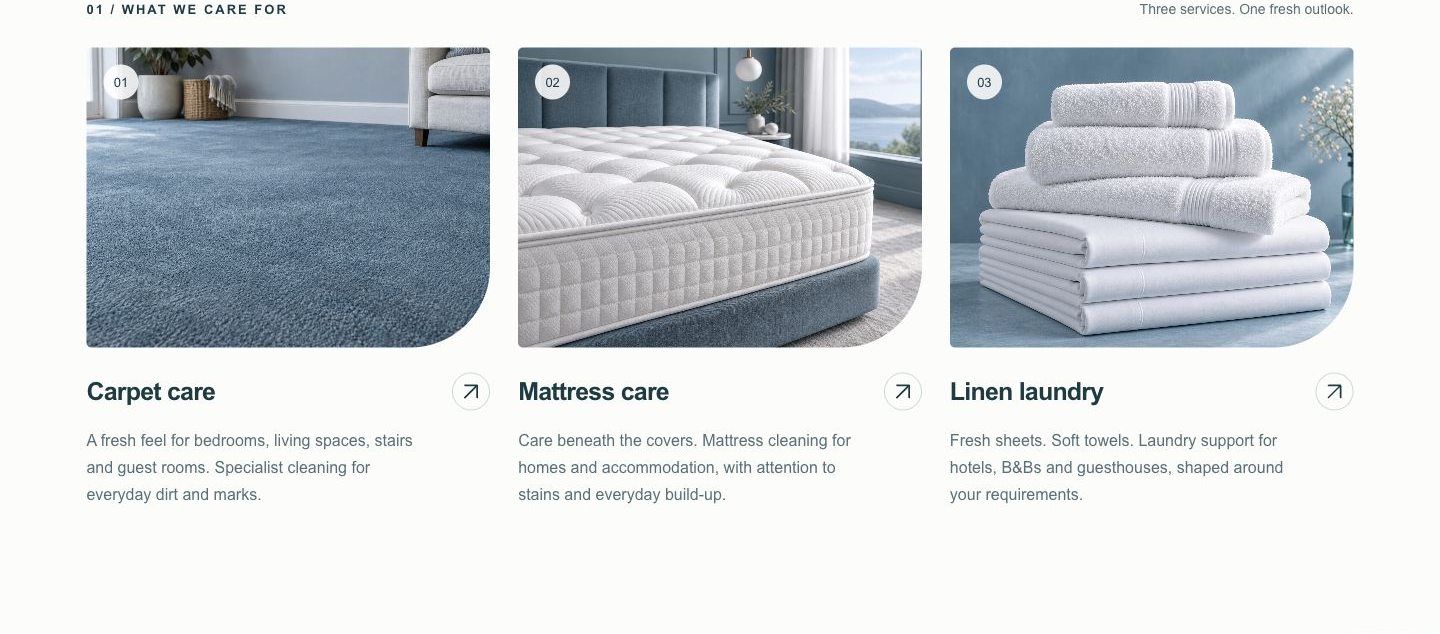 01 / WHAT WE CARE FOR
Three services. One fresh outlook.
01
02
03
Carpet care
A fresh feel for bedrooms, living spaces, stairs
and guest rooms. Specialist cleaning for
everyday dirt and marks.
Mattress care
Care beneath the covers. Mattress cleaning for
homes and accommodation, with attention to
stains and everyday build-up.
Linen laundry
Fresh sheets. Soft towels. Laundry support for
hotels, B&Bs and guesthouses, shaped around
your requirements.